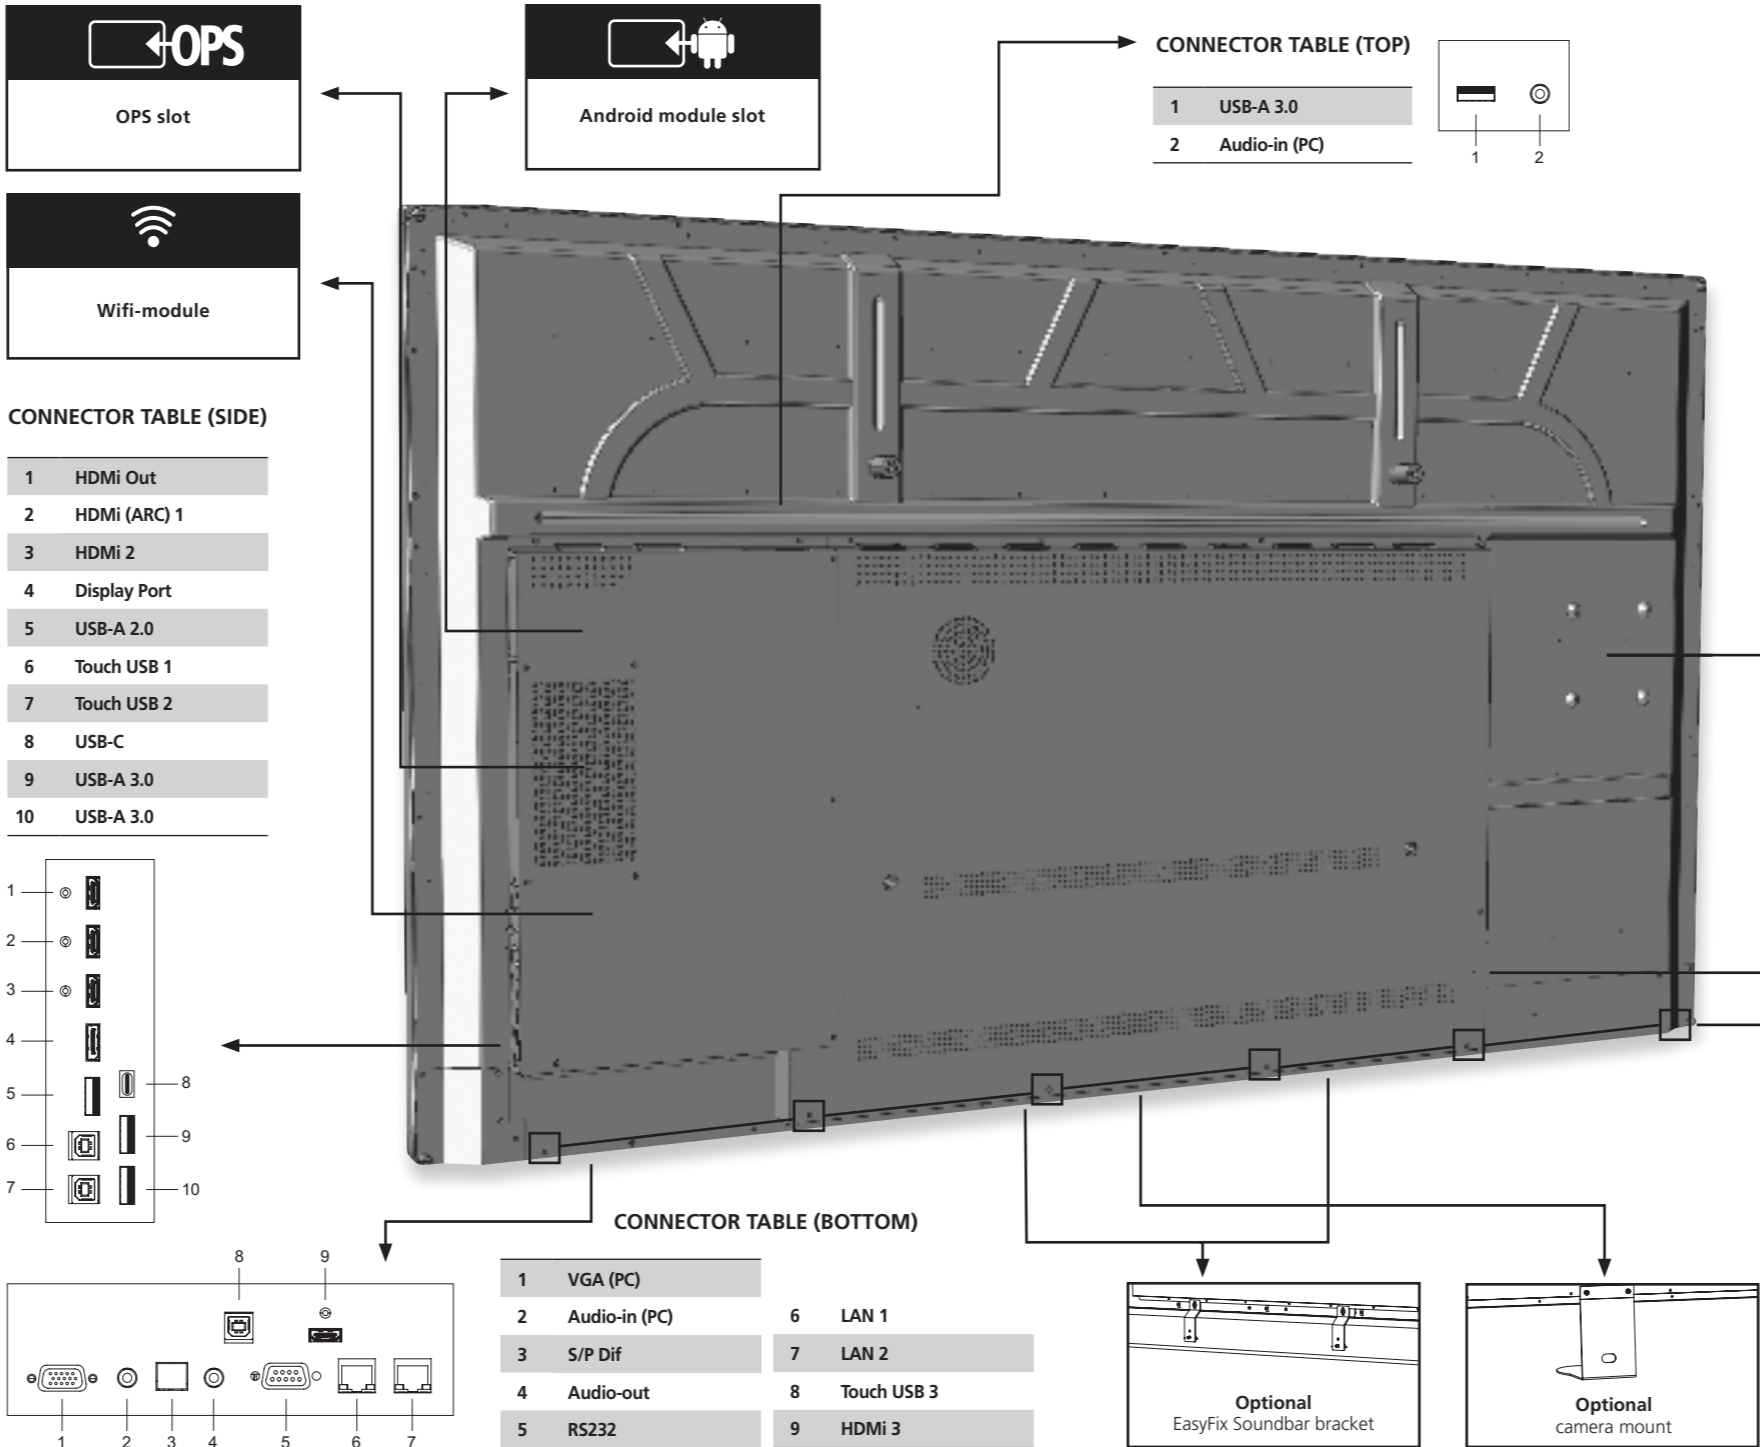 OPS
OPS slot
Android module slot
CONNECTOR TABLE (TOP)
1 USB-A 3.0
2 Audio-in (PC)
1 2
Wifi-module
CONNECTOR TABLE (SIDE)
1 HDMi Out
2 HDMi (ARC) 1
3 HDMi 2
4 Display Port
5 USB-A 2.0
6 Touch USB 1
7 Touch USB 2
8 USB-C
9 USB-A 3.0
10 USB-A 3.0
1
2
3
4
5
6
7
8
9
10
CONNECTOR TABLE (BOTTOM)
8 9
1 2 3 4 5 6 7
1 VGA (PC)
2 Audio-in (PC)
3 S/P Dif
4 Audio-out
5 RS232
6 LAN 1
7 LAN 2
8 Touch USB 3
9 HDMi 3
Optional
EasyFix Soundbar bracket
Optional
camera mount